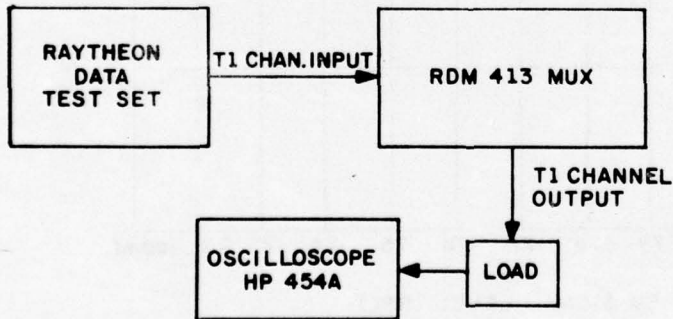 RAYTHEON
DATA
TEST SET
T1 CHAN. INPUT
RDM 413 MUX
T1 CHANNEL
OUTPUT
OSCILLOSCOPE
HP 454A
LOAD